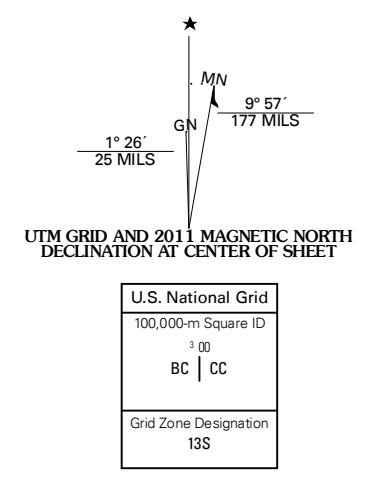 ★
MN
GN
9° 57´
177 MILS
1° 26´
25 MILS
UTM GRID AND 2011 MAGNETIC NORTH
DECLINATION AT CENTER OF SHEET
U.S. National Grid
100,000-m Square ID
3 00
BC | CC
Grid Zone Designation
13S